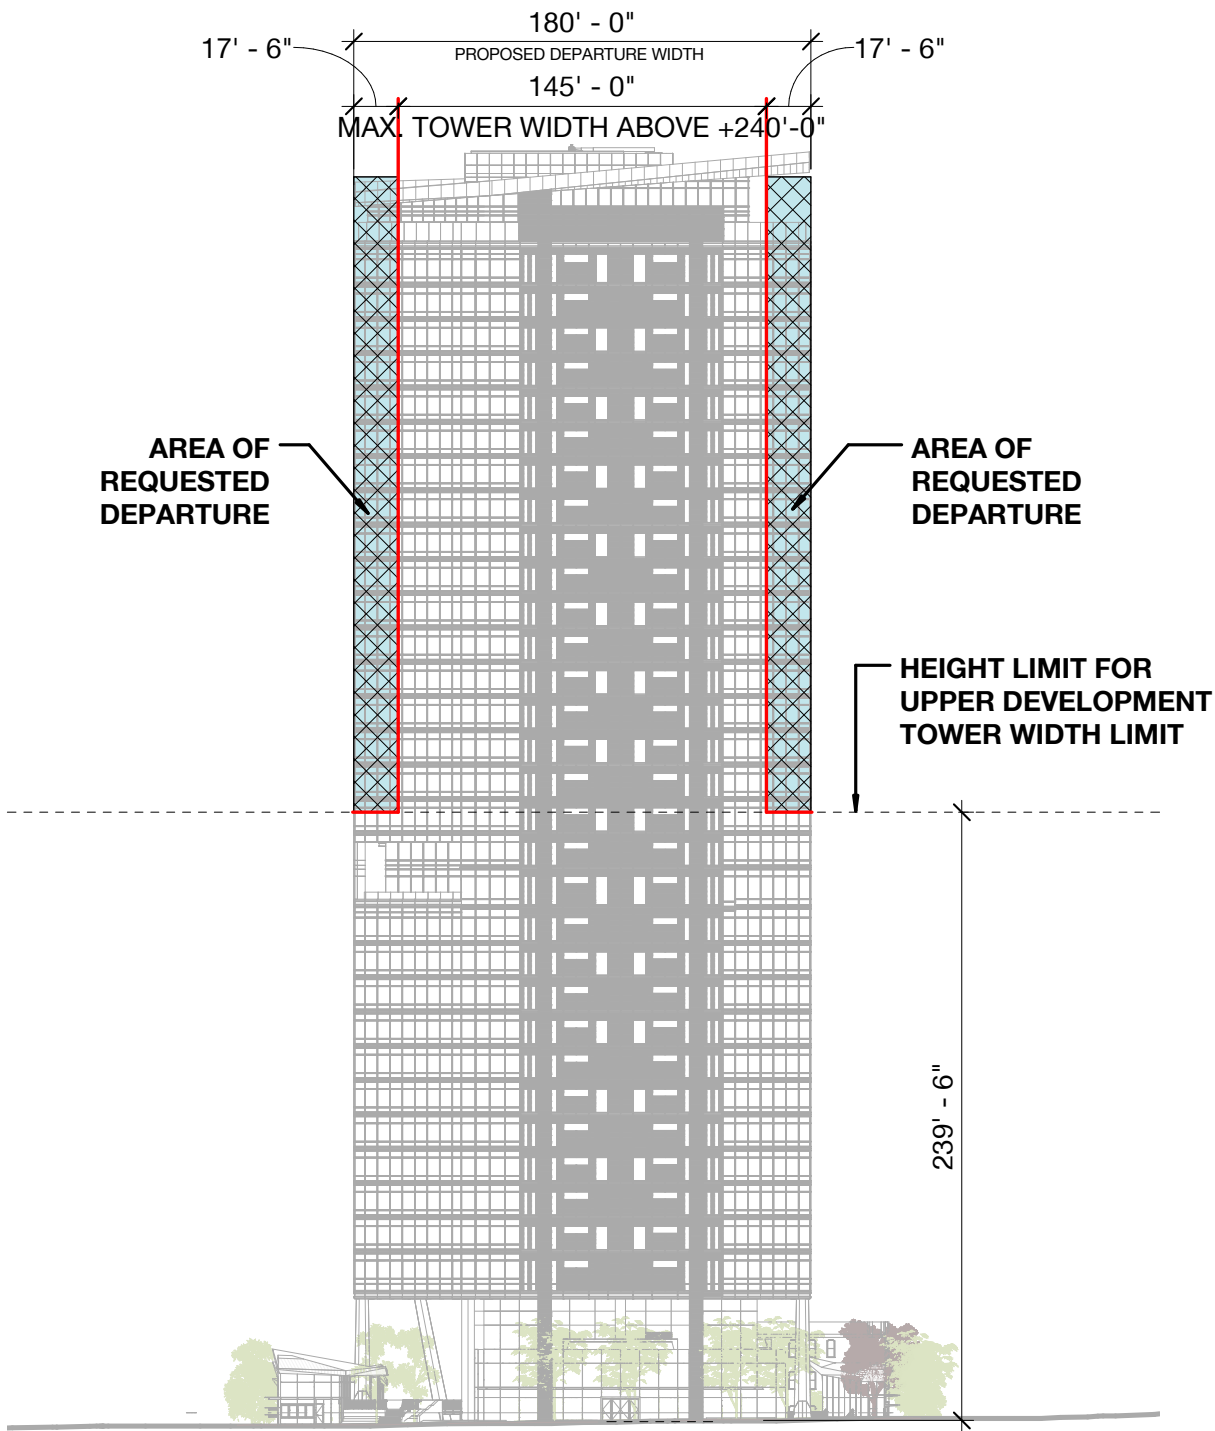 180' - 0"
17' - 6"
PROPOSED DEPARTURE WIDTH
17' - 6"
145' - 0"
MAX. TOWER WIDTH ABOVE +240'-0"
AREA OF
REQUESTED
DEPARTURE
AREA OF
REQUESTED
DEPARTURE
HEIGHT LIMIT FOR
UPPER DEVELOPMENT
TOWER WIDTH LIMIT
239' - 6"